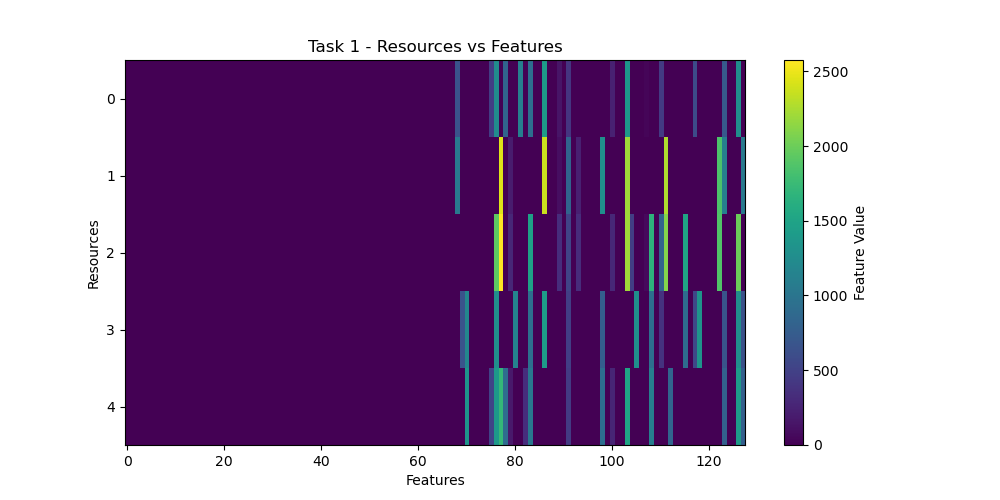 Task 1 - Resources vs Features
0
1
2
3
4
Resources
0 20 40 60 80 100 120
Features
2500
2000
1500
1000
500
0
Feature Value